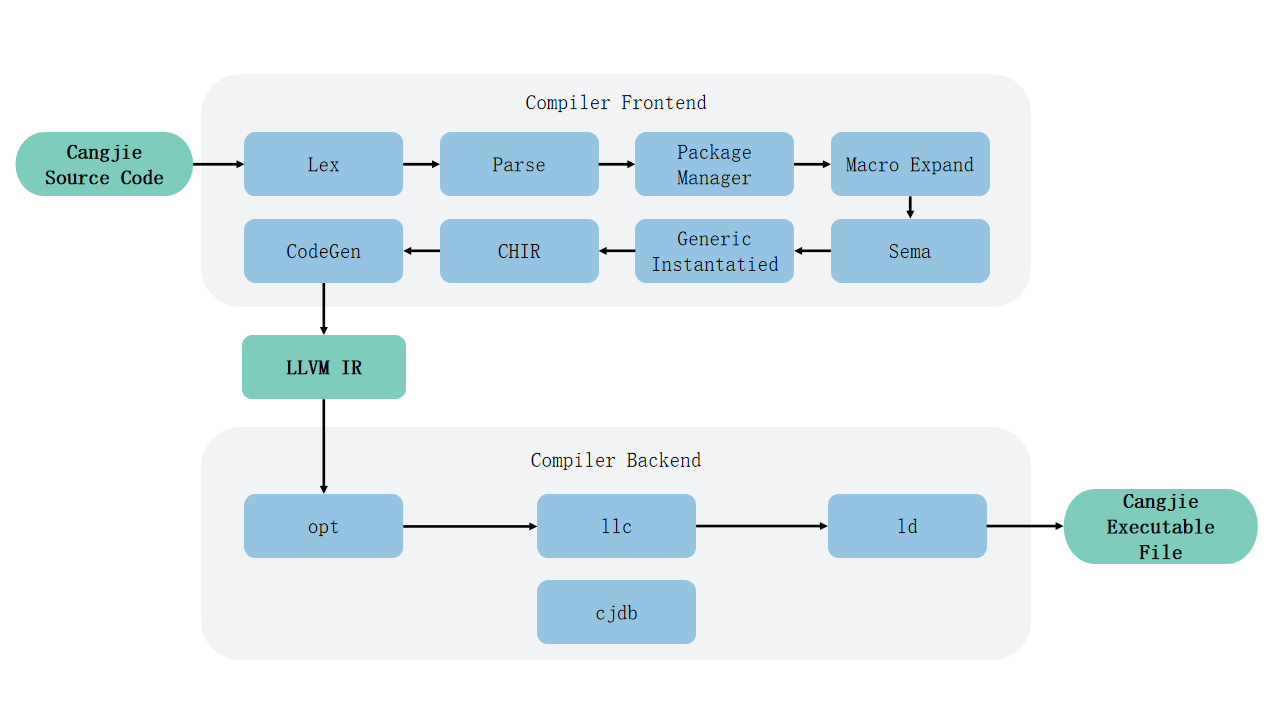 Compiler Frontend
Cangjie
Source Code
Lex
Parse
Package
Manager
Macro Expand
CodeGen
CHIR
Generic
Instantatied
Sema
LLVM IR
Compiler Backend
opt
llc
ld
Cangjie
Executable
File
cjdb